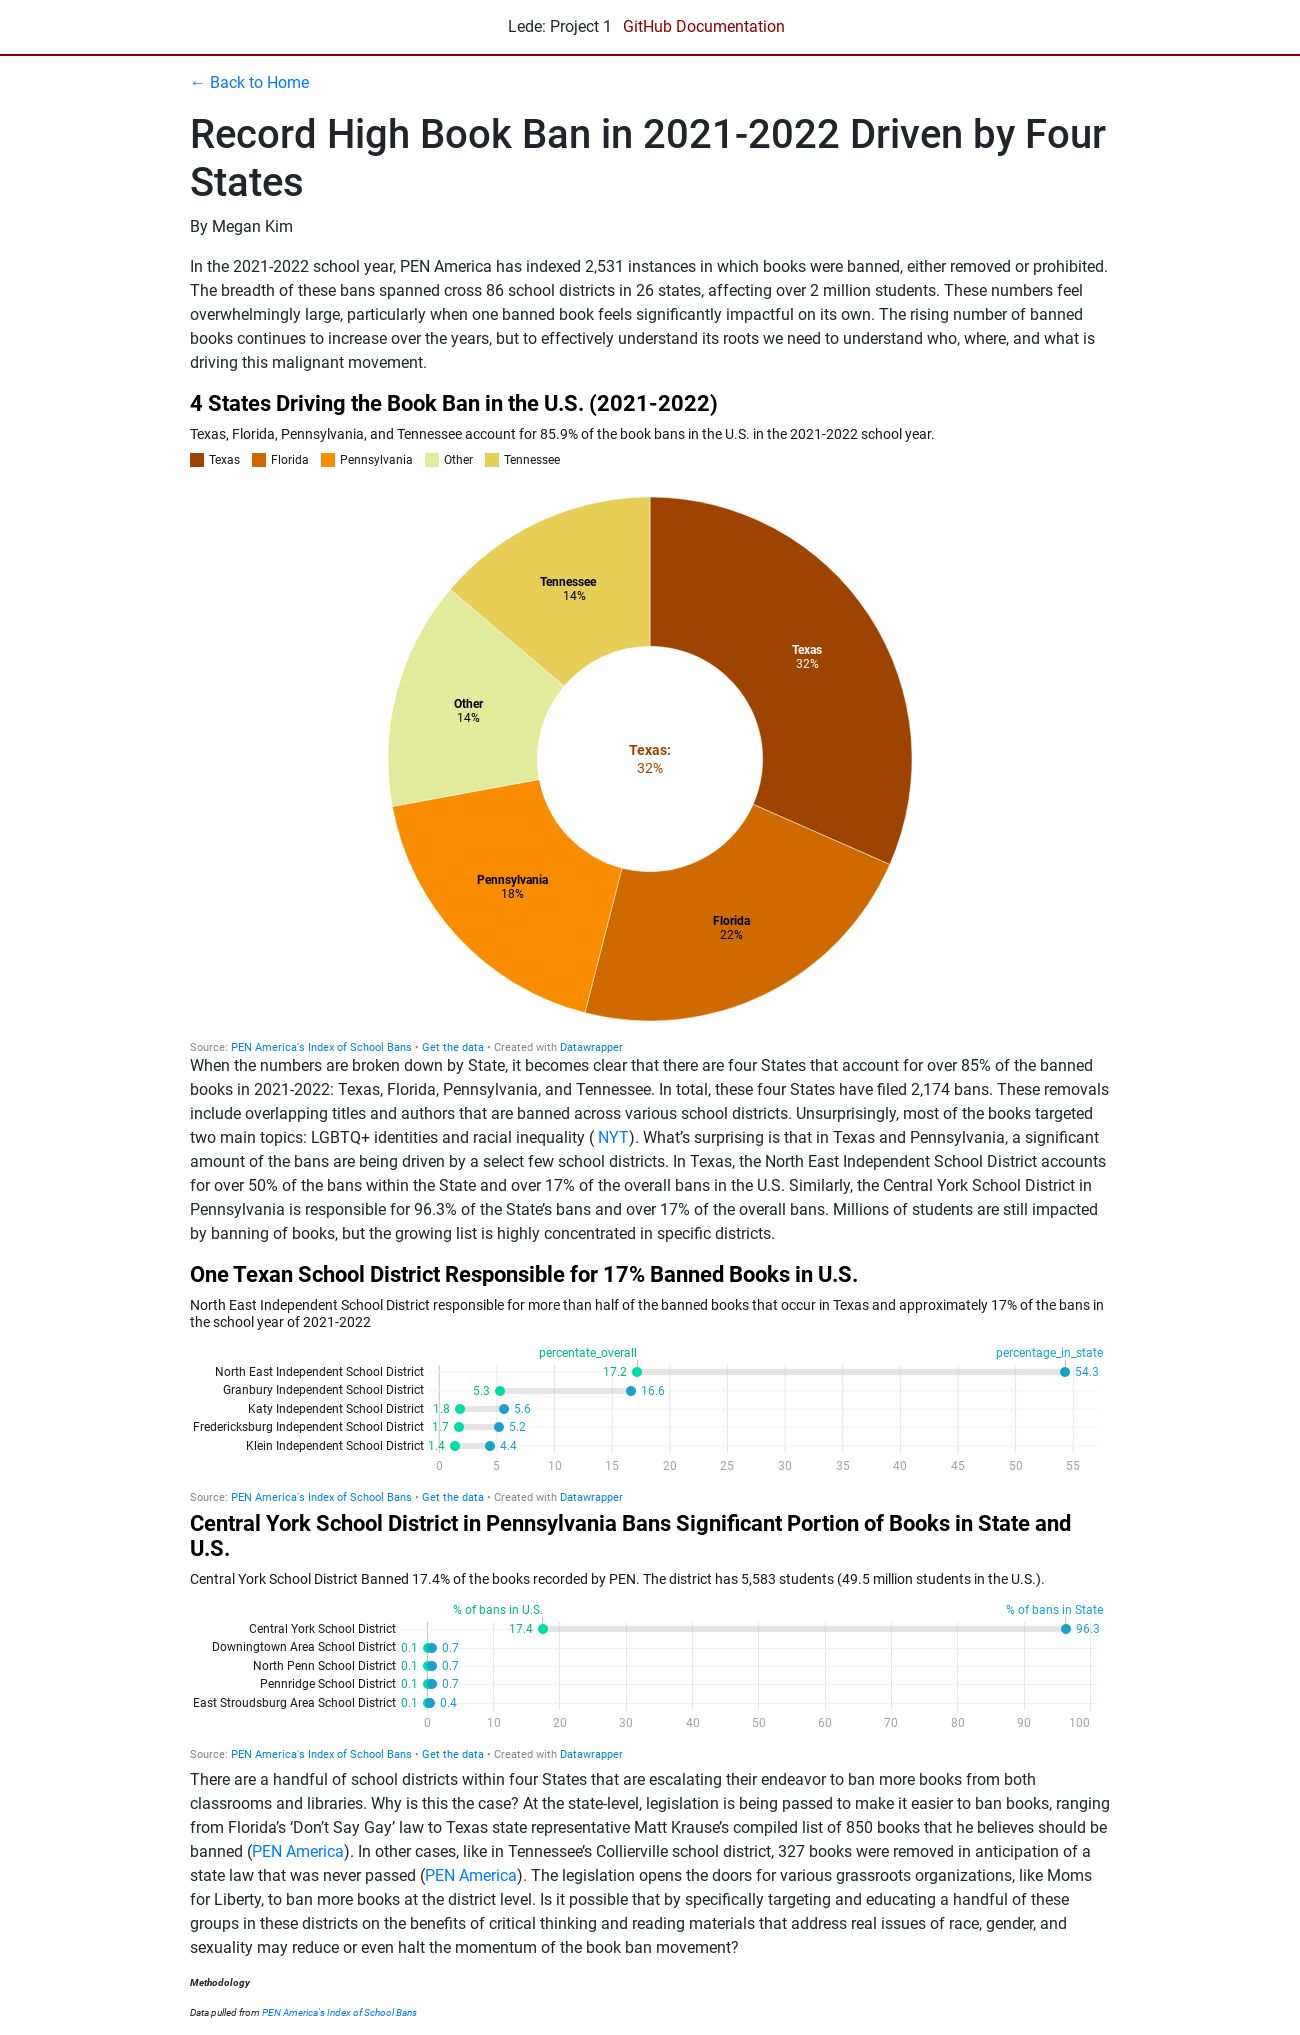 Lede: Project 1 GitHub Documentation
← Back to Home
Record High Book Ban in 2021-2022 Driven by Four
States
By Megan Kim
In the 2021-2022 school year, PEN America has indexed 2,531 instances in which books were banned, either removed or prohibited.
The breadth of these bans spanned cross 86 school districts in 26 states, affecting over 2 million students. These numbers feel
overwhelmingly large, particularly when one banned book feels significantly impactful on its own. The rising number of banned
books continues to increase over the years, but to effectively understand its roots we need to understand who, where, and what is
driving this malignant movement.
4 States Driving the Book Ban in the U.S. (2021-2022)
Texas, Florida, Pennsylvania, and Tennessee account for 85.9% of the book bans in the U.S. in the 2021-2022 school year.
Texas Florida Pennsylvania Other Tennessee
Tennessee
14%
Texas
32%
Other
14%
Texas:
32%
Pennsylvania
18%
Florida
22%
Source: PEN America's Index of School Bans • Get the data • Created with Datawrapper
When the numbers are broken down by State, it becomes clear that there are four States that account for over 85% of the banned
books in 2021-2022: Texas, Florida, Pennsylvania, and Tennessee. In total, these four States have filed 2,174 bans. These removals
include overlapping titles and authors that are banned across various school districts. Unsurprisingly, most of the books targeted
two main topics: LGBTQ+ identities and racial inequality ( NYT). What’s surprising is that in Texas and Pennsylvania, a significant
amount of the bans are being driven by a select few school districts. In Texas, the North East Independent School District accounts
for over 50% of the bans within the State and over 17% of the overall bans in the U.S. Similarly, the Central York School District in
Pennsylvania is responsible for 96.3% of the State’s bans and over 17% of the overall bans. Millions of students are still impacted
by banning of books, but the growing list is highly concentrated in specific districts.
One Texan School District Responsible for 17% Banned Books in U.S.
North East Independent School District responsible for more than half of the banned books that occur in Texas and approximately 17% of the bans in
the school year of 2021-2022
percentate_overall percentage_in_state
North East Independent School District 17.2 54.3
Granbury Independent School District 5.3 16.6
Katy Independent School District 1.8 5.6
Fredericksburg Independent School District 1.7 5.2
Klein Independent School District 1.4 4.4
0 5 10 15 20 25 30 35 40 45 50 55
Source: PEN America's Index of School Bans • Get the data • Created with Datawrapper
Central York School District in Pennsylvania Bans Significant Portion of Books in State and
U.S.
Central York School District Banned 17.4% of the books recorded by PEN. The district has 5,583 students (49.5 million students in the U.S.).
% of bans in U.S. % of bans in State
Central York School District 17.4 96.3
Downingtown Area School District 0.1 0.7
North Penn School District 0.1 0.7
Pennridge School District 0.1 0.7
East Stroudsburg Area School District 0.1 0.4
0 10 20 30 40 50 60 70 80 90 100
Source: PEN America's Index of School Bans • Get the data • Created with Datawrapper
There are a handful of school districts within four States that are escalating their endeavor to ban more books from both
classrooms and libraries. Why is this the case? At the state-level, legislation is being passed to make it easier to ban books, ranging
from Florida’s ‘Don’t Say Gay’ law to Texas state representative Matt Krause’s compiled list of 850 books that he believes should be
banned (PEN America). In other cases, like in Tennessee’s Collierville school district, 327 books were removed in anticipation of a
state law that was never passed (PEN America). The legislation opens the doors for various grassroots organizations, like Moms
for Liberty, to ban more books at the district level. Is it possible that by specifically targeting and educating a handful of these
groups in these districts on the benefits of critical thinking and reading materials that address real issues of race, gender, and
sexuality may reduce or even halt the momentum of the book ban movement?
Methodology
Data pulled from PEN America's Index of School Bans